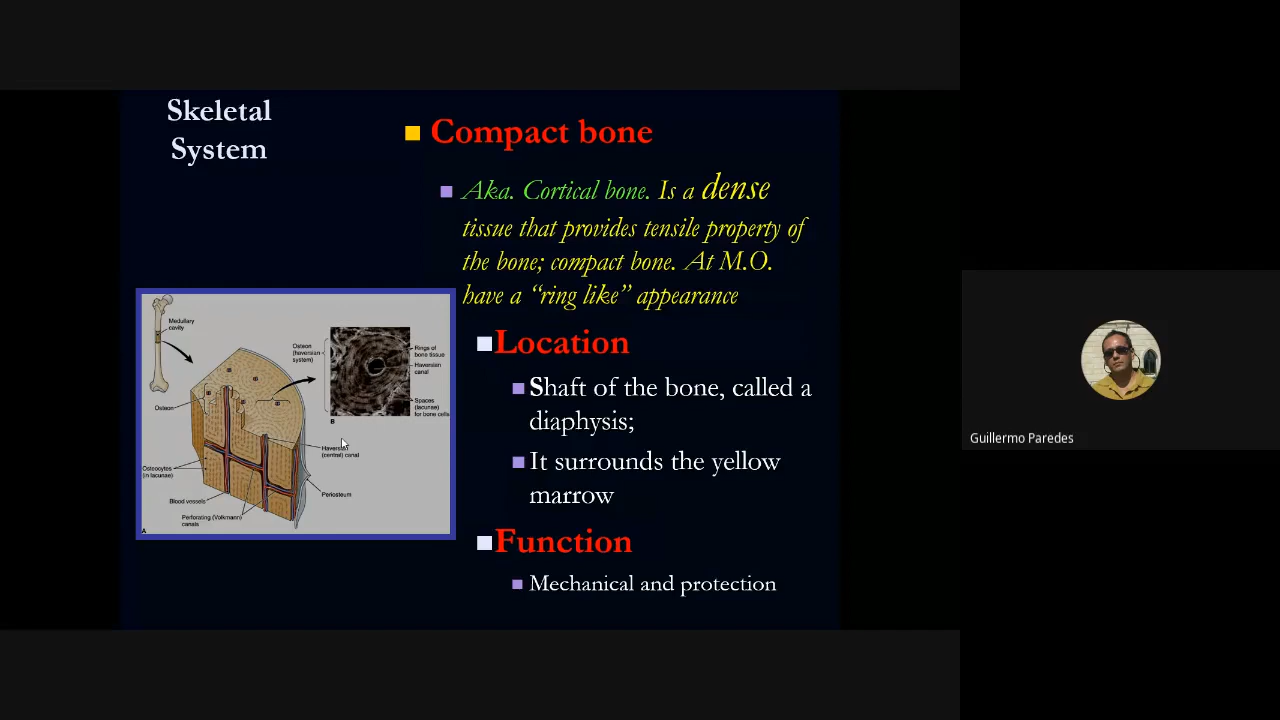 Skeletal
System
Compact bone
Aka. Cortical bone. Is a dense
tissue that provides tensile property of
the bone; compact bone. At M.O.
have a “ring like” appearance
Location
Shaft of the bone, called a
diaphysis;
It surrounds the yellow
marrow
Function
Mechanical and protection
Medullary
cavity
Osteon
(haversian
system)
Rings of
bone tissue
Haversian
canal
Spaces
(lacunae)
for bone cells
B
Osteon
Haversian
(central) canal
Osteocytes
(in lacunae)
Periosteum
Blood vessels
Perforating (Volkmann)
canals
A
Guillermo Paredes